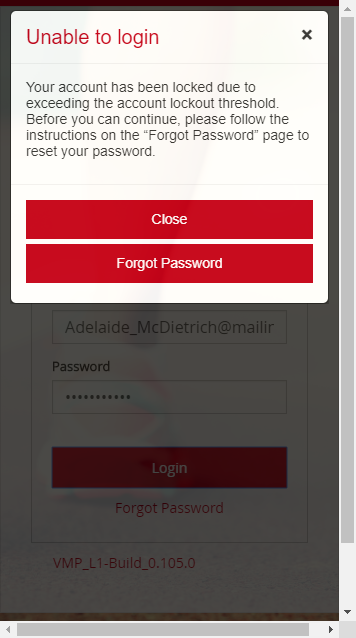 Unable to login
×
Your account has been locked due to
exceeding the account lockout threshold.
Before you can continue, please follow the
instructions on the “Forgot Password” page to
reset your password.
Close
Forgot Password
Adelaide_McDietrich@mailir
Password
•••••••••••
Login
Forgot Password
VMP_L1-Build_0.105.0